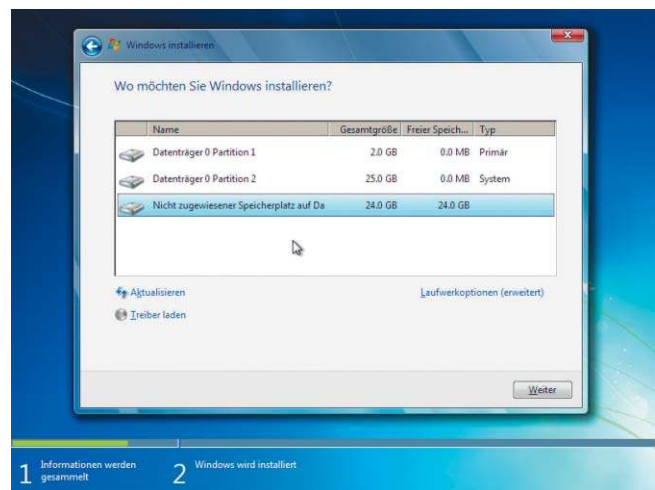 Windows installieren
Wo möchten Sie Windows installieren?
Name Gesamtgröße Freier Speich... Typ
Datenträger 0 Partition 1 2.0 GB 0.0 MB Primär
Datenträger 0 Partition 2 25.0 GB 0.0 MB System
Nicht zugewiesener Speicherplatz auf Da 24.0 GB 24.0 GB
Aktualisieren Laufwerkoptionen (erweitert)
Treiber laden
Weiter
1 Informationen werden gesammelt
2 Windows wird installiert